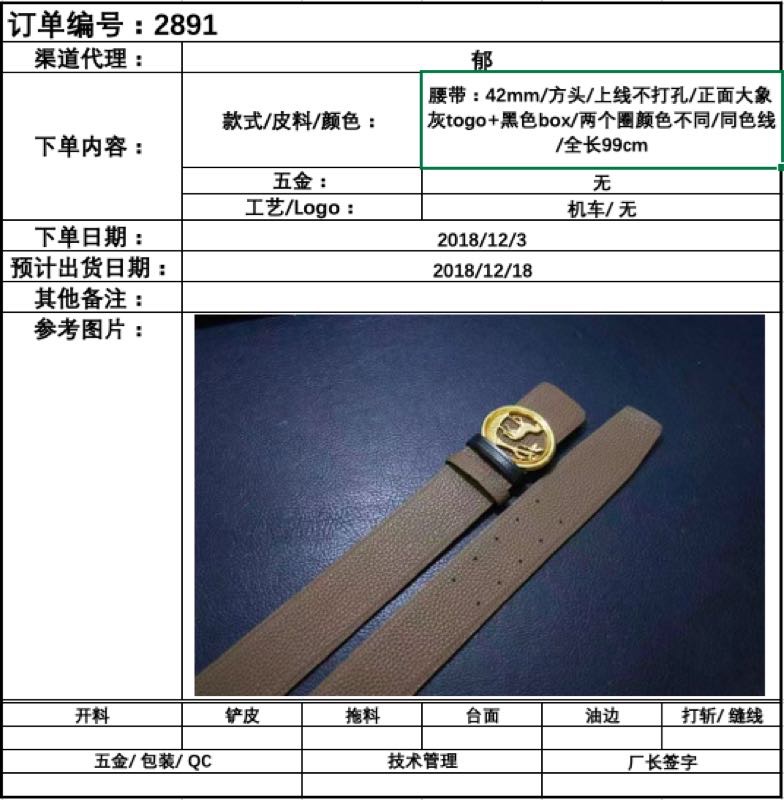 订单编号：2891
渠道代理：
郁
下单内容：
款式/皮料/颜色：
腰带：42mm/方头/上线不打孔/正面大象
灰togo+黑色box/两个圈颜色不同/同色线
/全长99cm
五金：
无
工艺/Logo：
机车/ 无
下单日期：
2018/12/3
预计出货日期：
2018/12/18
其他备注：
参考图片：
开料 铲皮 拖料 台面 油边 打斩/ 缝线
五金/ 包装/ QC 技术管理 厂长签字